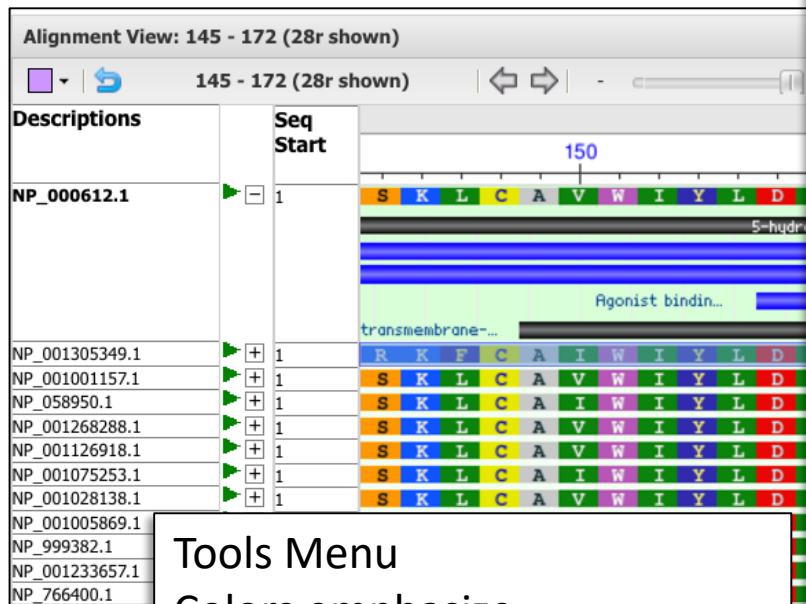 Alignment View: 145 - 172 (28r shown)
145 - 172 (28r shown) -
Descriptions Seq Start
150
NP_000612.1 1 S K L C A V W I Y L D
5-hydr
Agonist bindin...
transmembrane-...
NP_001305349.1 1 R K F C A I W I Y L D
NP_001001157.1 1 S K L C A V W I Y L D
NP_058950.1 1 S K L C A I W I Y L D
NP_001268288.1 1 S K L C A V W I Y L D
NP_001126918.1 1 S K L C A V W I Y L D
NP_001075253.1 1 S K L C A I W I Y L D
NP_001028138.1 1 S K L C A V W I Y L D
NP_001005869.1
NP_999382.1
NP_001233657.1
NP_766400.1
Tools Menu
Colors emphasize